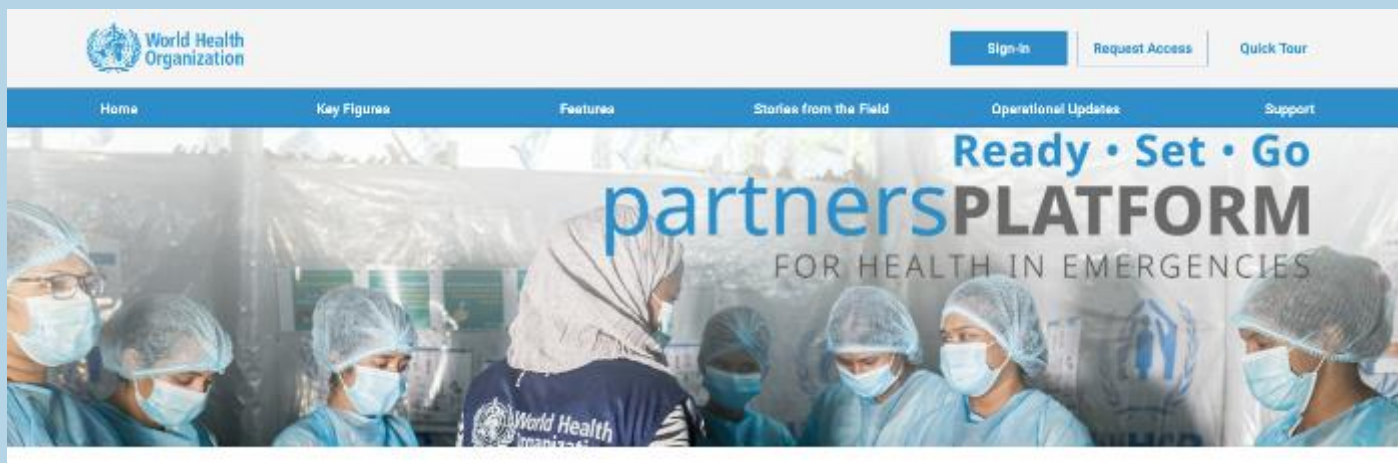 World Health
Organization
Sign-in
Request Access
Quick Tour
Home
Key Figures
Features
Stories from the Field
Operational Updates
Support
Ready • Set • Go
partnersPLATFORM
FOR HEALTH IN EMERGENCIES
World Health